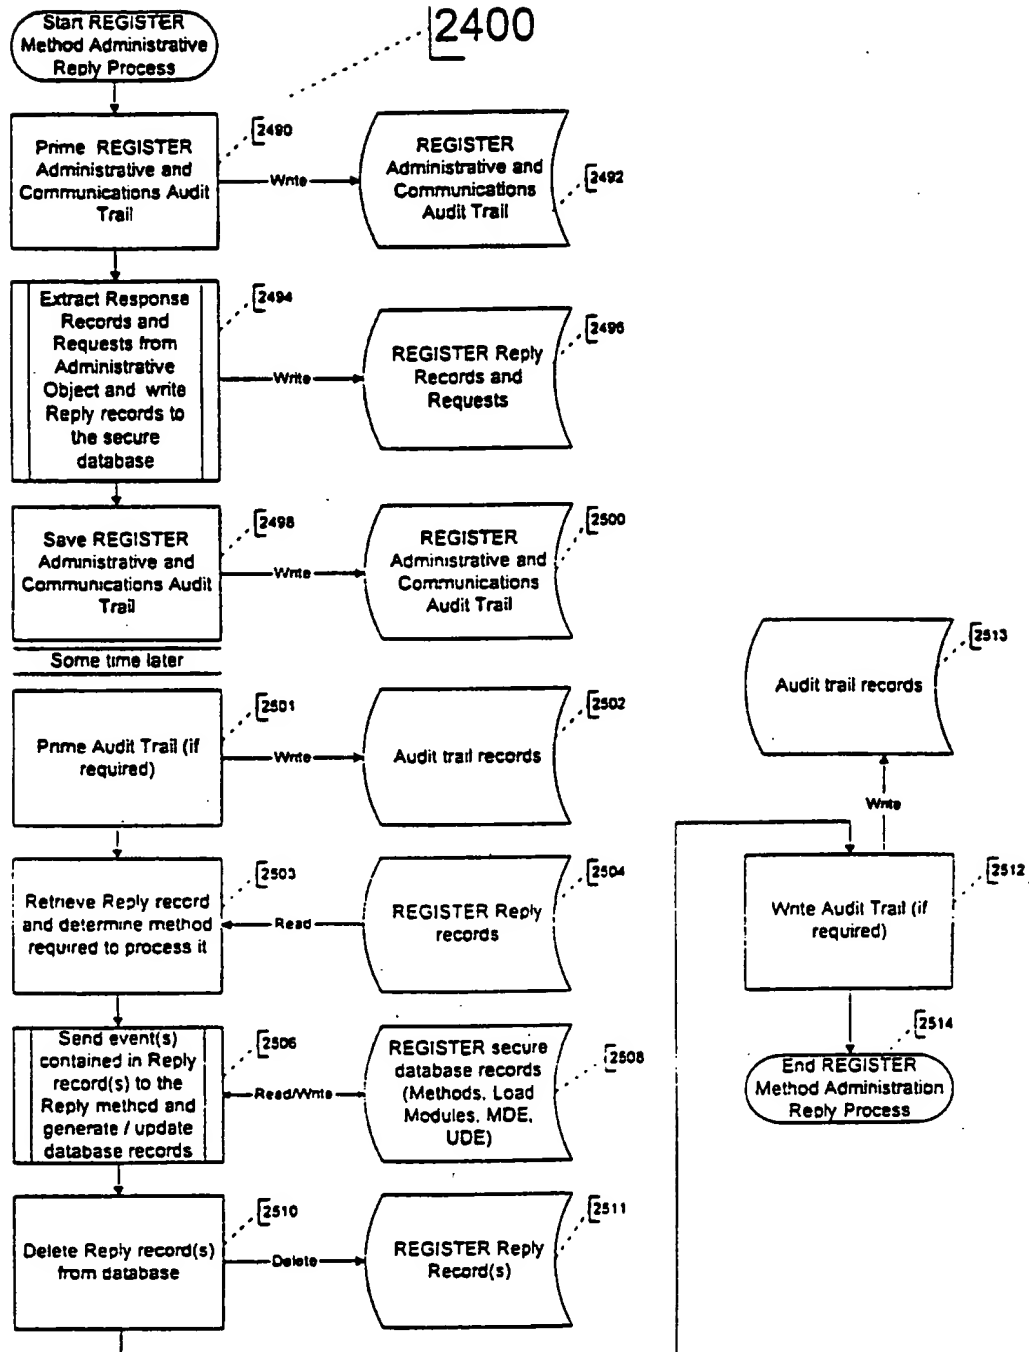 Start REGISTER
Method Administrative
Reply Process
2400
Prime REGISTER
Administrative and
Communications Audit
Trail
2490
Write
REGISTER
Administrative and
Communications
Audit Trail
2492
Extract Response
Records and
Requests from
Administrative
Object and write
Reply records to
the secure
database
2494
Write
REGISTER Reply
Records and
Requests
2496
Save REGISTER
Administrative and
Communications Audit
Trail
2498
Write
REGISTER
Administrative and
Communications
Audit Trail
2500
Some time later
Prime Audit Trail (if
required)
2501
Write
Audit trail records
2502
Retrieve Reply record
and determine method
required to process it
2503
Read
REGISTER Reply
records
2504
Send event(s)
contained in Reply
record(s) to the
Reply method and
generate / update
database records
2506
Read/Write
REGISTER secure
database records
(Methods, Load
Modules, MDE,
UDE)
2508
Delete Reply record(s)
from database
2510
Delete
REGISTER Reply
Record(s)
2511
Audit trail records
2513
Write
Write Audit Trail (if
required)
2512
2514
End REGISTER
Method Administration
Reply Process